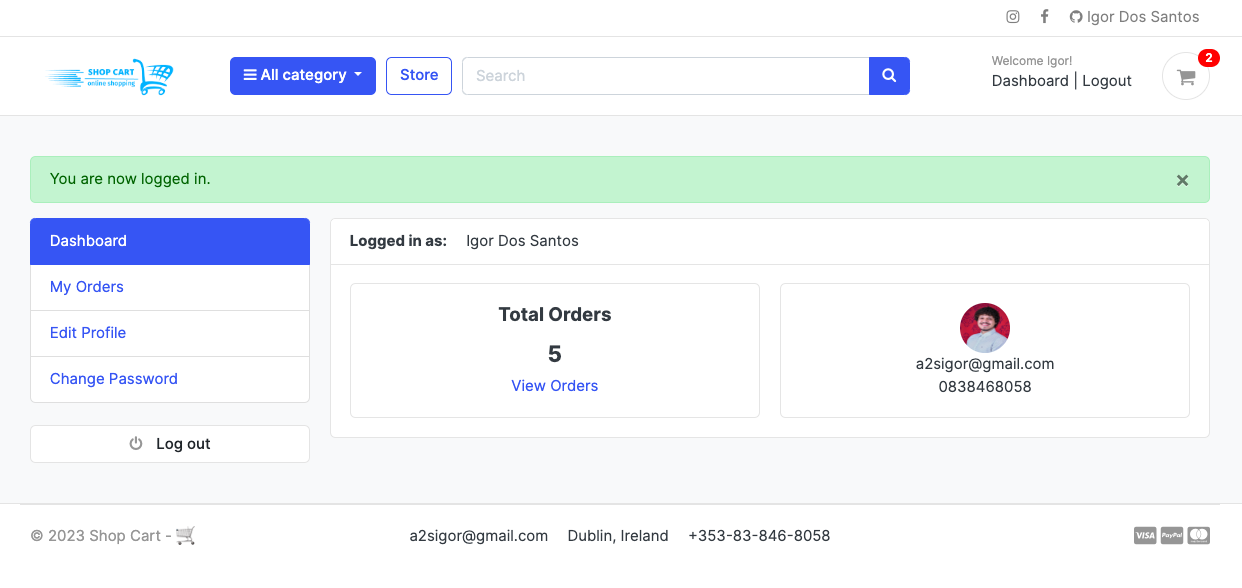 Igor Dos Santos
SHOP CART
online shopping
All category
Store
Search
Welcome Igor!
Dashboard | Logout
2
You are now logged in.
×
Dashboard
My Orders
Edit Profile
Change Password
Log out
Logged in as: Igor Dos Santos
Total Orders
5
View Orders
a2sigor@gmail.com
0838468058
© 2023 Shop Cart -
a2sigor@gmail.com Dublin, Ireland +353-83-846-8058
VISA PayPal